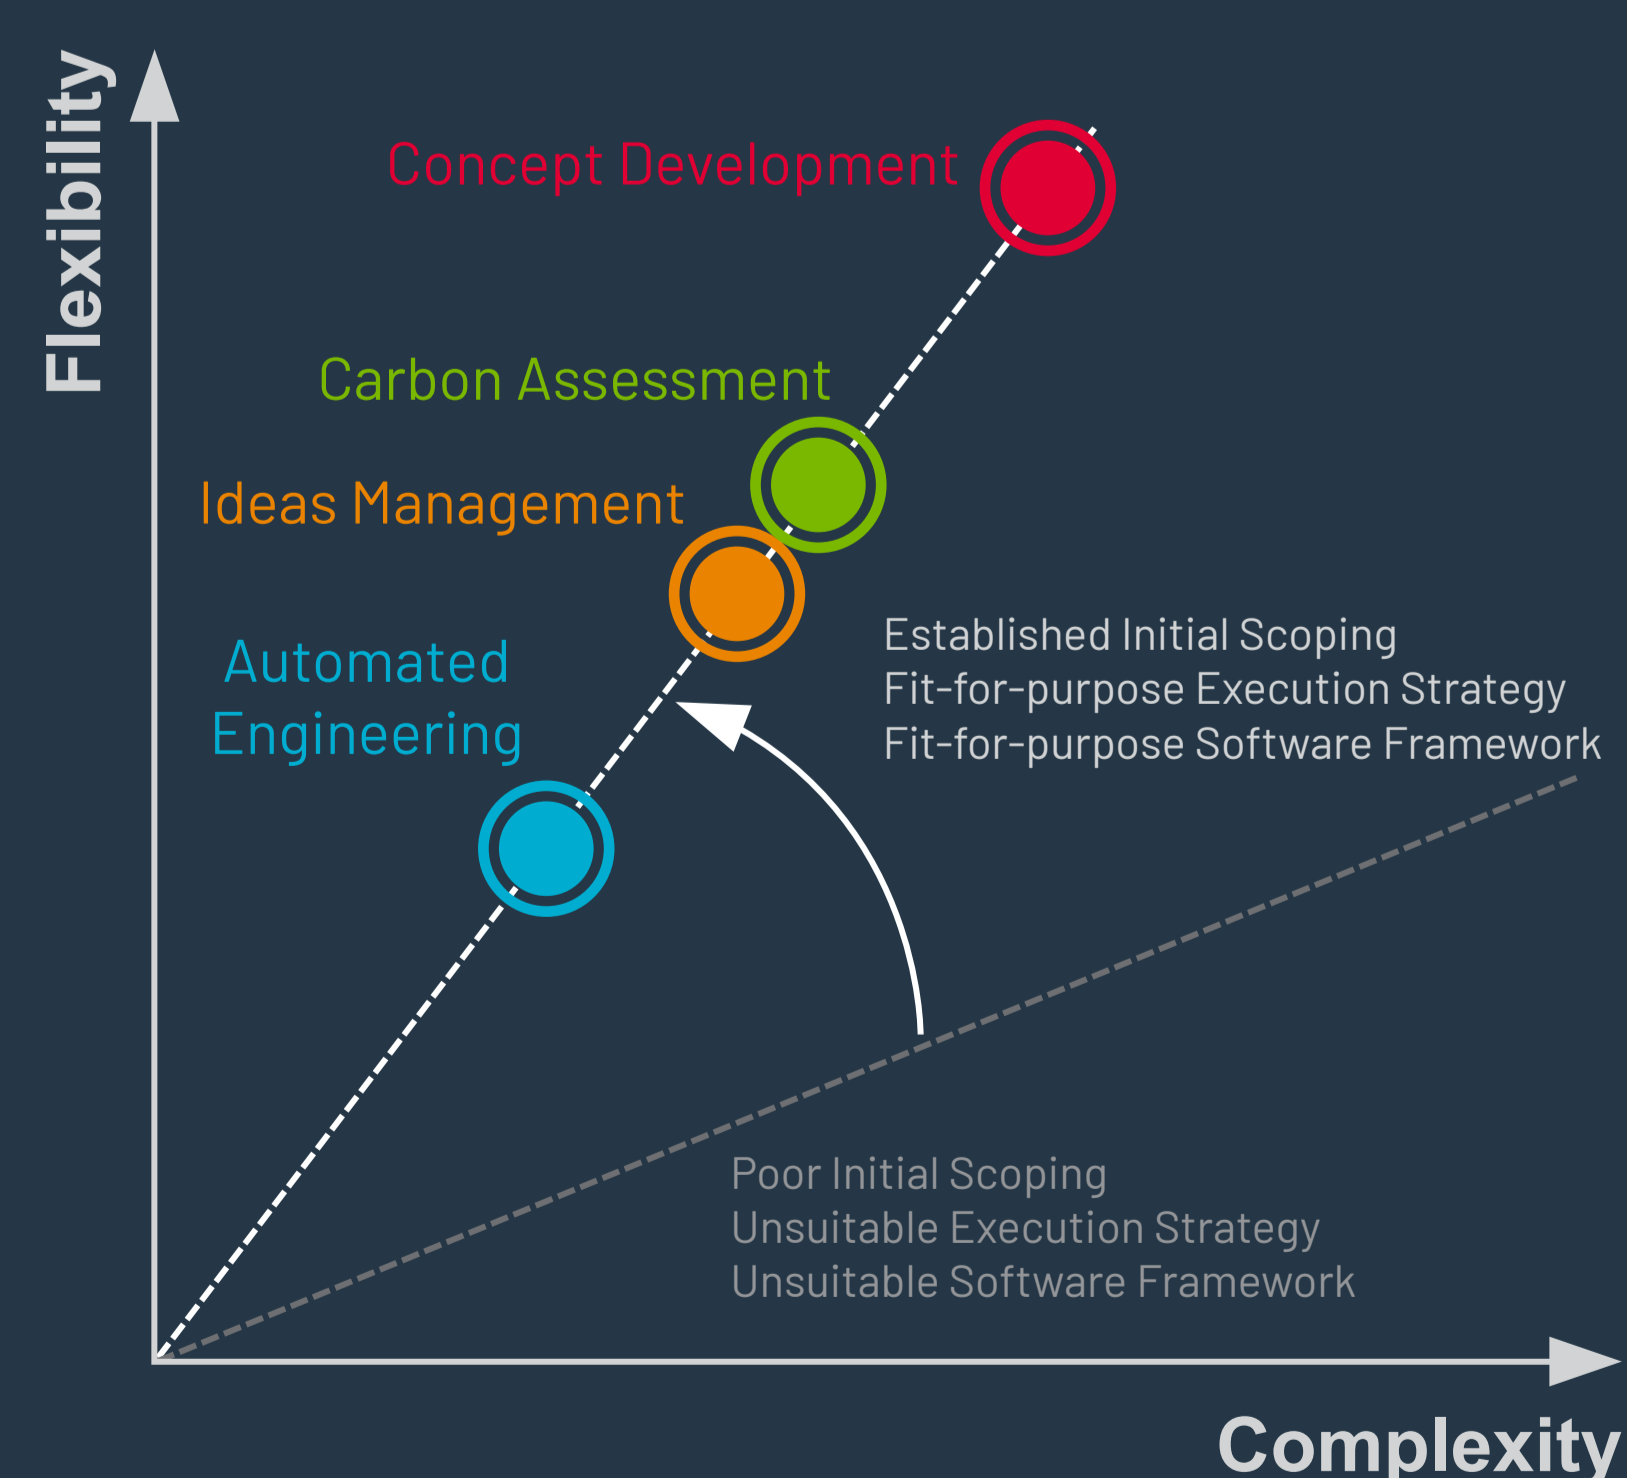 Flexibility
Concept Development
Carbon Assessment
Ideas Management
Automated
Engineering
Established Initial Scoping
Fit-for-purpose Execution Strategy
Fit-for-purpose Software Framework
Poor Initial Scoping
Unsuitable Execution Strategy
Unsuitable Software Framework
Complexity